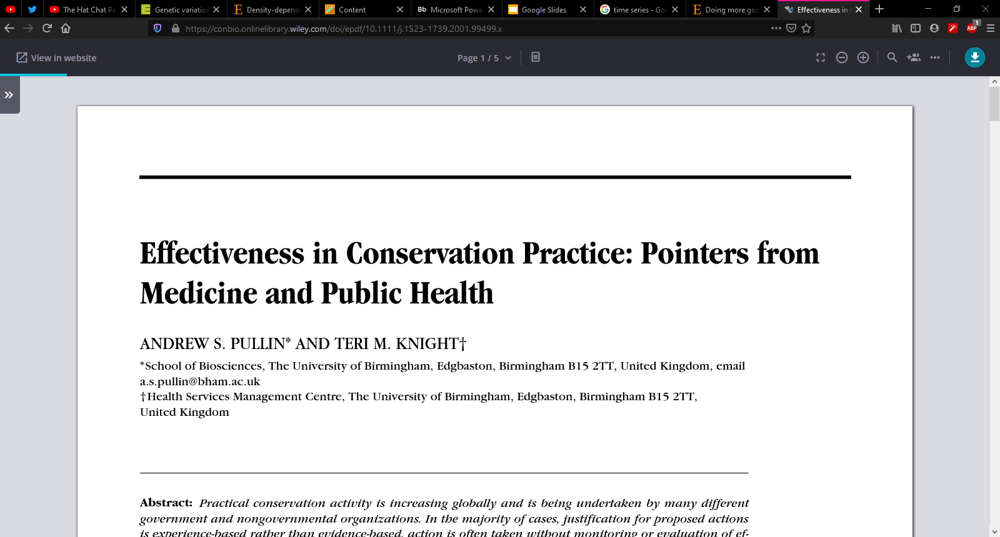 The Hat Chat Po
Genetic variation
Density-depend
Content
Bb Microsoft Powe
Google Slides
time series - Goo
Doing more goo
Effectiveness in C
https://conbio.onlinelibrary.wiley.com/doi/epdf/10.1111/j.1523-1739.2001.99499.x
ABP 1
View in website
Page 1 / 5
Effectiveness in Conservation Practice: Pointers from
Medicine and Public Health
ANDREW S. PULLIN* AND TERI M. KNIGHT†
*School of Biosciences, The University of Birmingham, Edgbaston, Birmingham B15 2TT, United Kingdom, email
a.s.pullin@bham.ac.uk
†Health Services Management Centre, The University of Birmingham, Edgbaston, Birmingham B15 2TT,
United Kingdom
Abstract: Practical conservation activity is increasing globally and is being undertaken by many different
government and nongovernmental organizations. In the majority of cases, justification for proposed actions
is experience-based rather than evidence-based, action is often taken without monitoring or evaluation of ef-